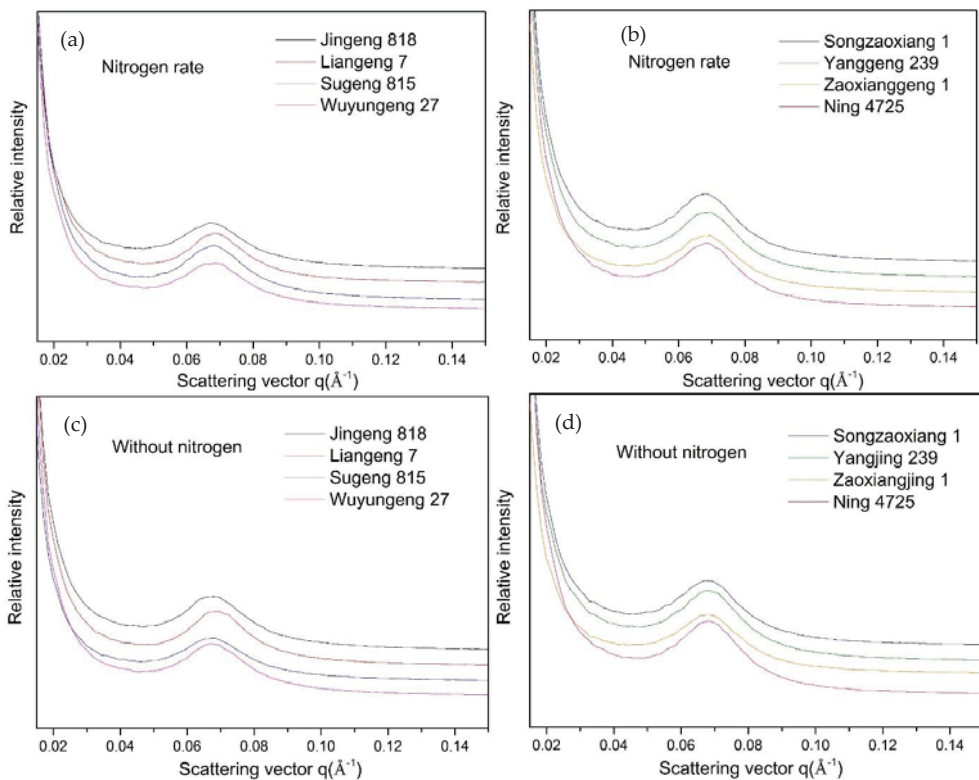 (a)
Nitrogen rate
Jingeng 818
Liangeng 7
Sugeng 815
Wuyungeng 27
Relative intensity
0.02 0.04 0.06 0.08 0.10 0.12 0.14
Scattering vector q(Å-1)
(b)
Nitrogen rate
Songzaoxiang 1
Yanggeng 239
Zaoxianggeng 1
Ning 4725
Relative intensity
0.02 0.04 0.06 0.08 0.10 0.12 0.14
Scattering vector q(Å-1)
(c)
Without nitrogen
Jingeng 818
Liangeng 7
Sugeng 815
Wuyungeng 27
Relative intensity
0.02 0.04 0.06 0.08 0.10 0.12 0.14
Scattering vector q(Å-1)
(d)
Without nitrogen
Songzaoxiang 1
Yangjing 239
Zaoxiangjing 1
Ning 4725
Relative intensity
0.02 0.04 0.06 0.08 0.10 0.12 0.14
Scattering vector q(Å-1)